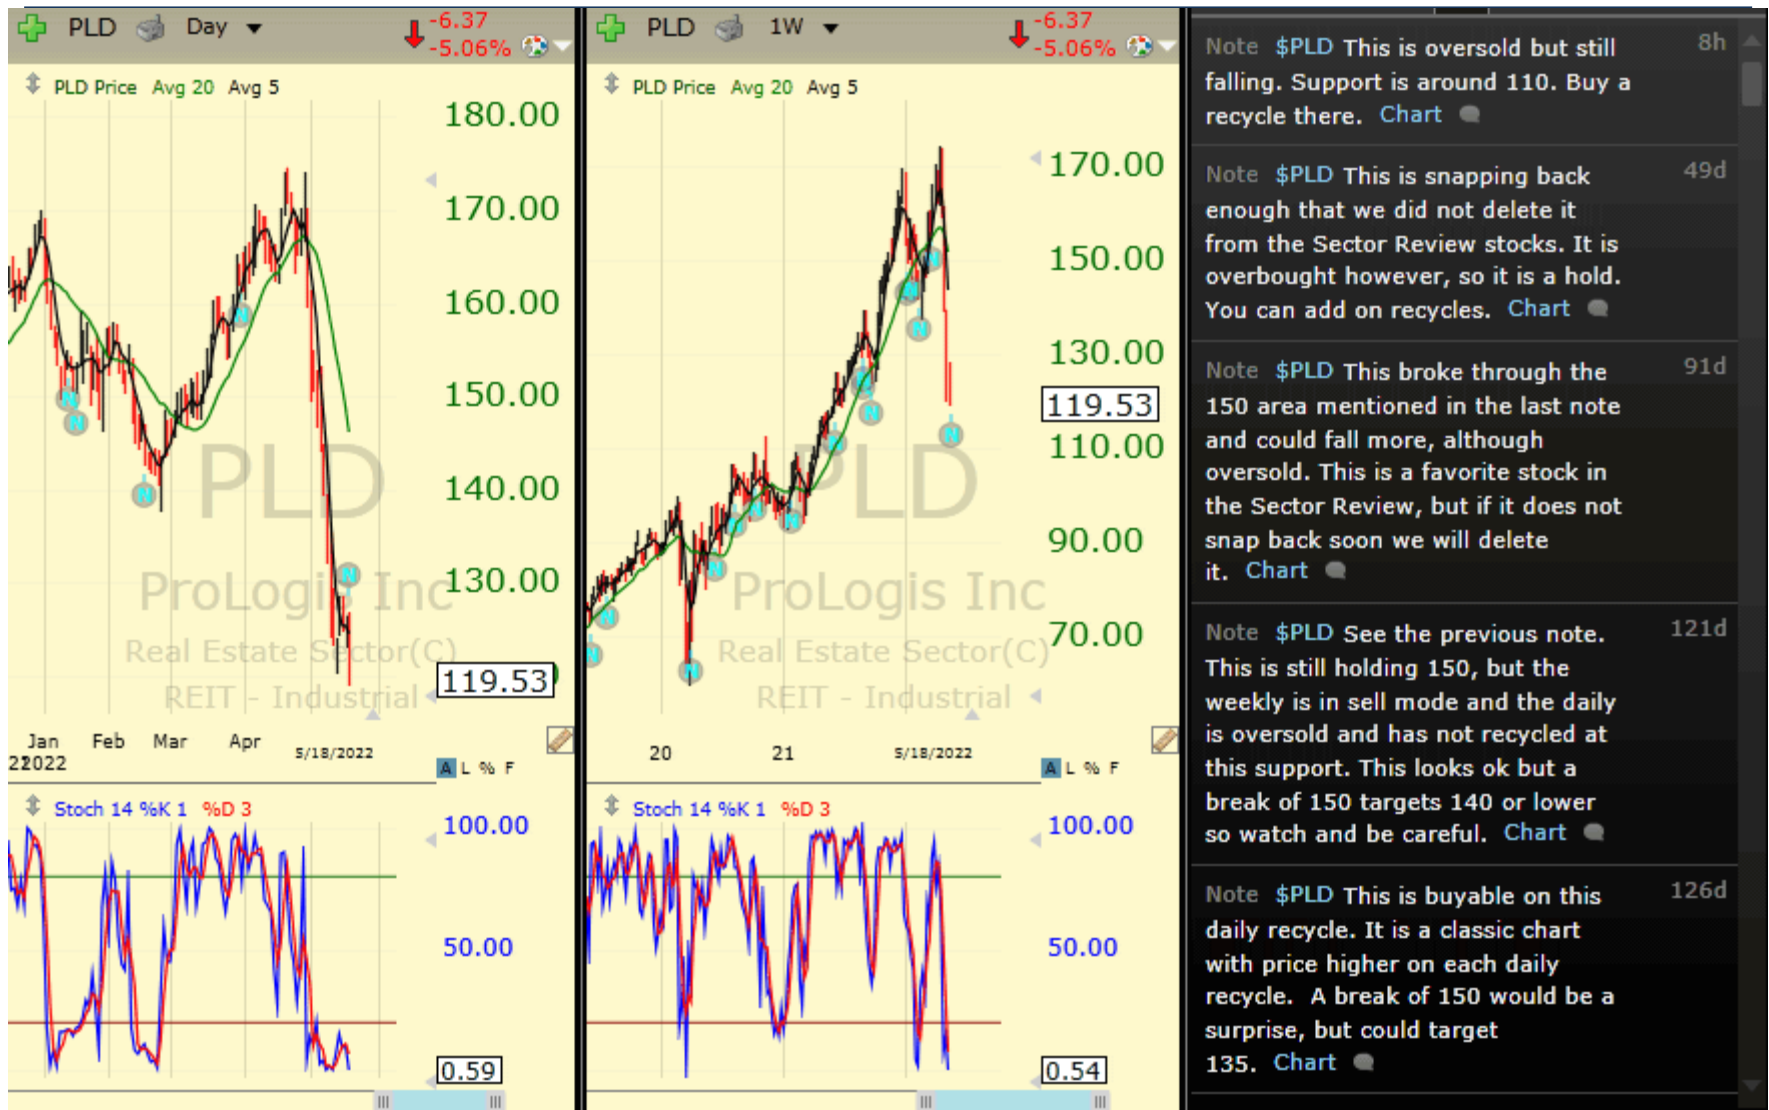 PLD Day
-6.37
-5.06%
PLD Price Avg 20 Avg 5
180.00
170.00
160.00
150.00
140.00
130.00
119.53
PLD
ProLogis Inc
Real Estate Sector(C)
REIT - Industrial
Jan Feb Mar Apr 5/18/2022
2022
A L % F
Stoch 14 %K 1 %D 3
100.00
50.00
0.59
PLD 1W
-6.37
-5.06%
PLD Price Avg 20 Avg 5
170.00
150.00
130.00
119.53
110.00
90.00
70.00
PLD
ProLogis Inc
Real Estate Sector(C)
REIT - Industrial
20 21 5/18/2022
A L % F
Stoch 14 %K 1 %D 3
100.00
50.00
0.54
Note $PLD This is oversold but still 8h
falling. Support is around 110. Buy a
recycle there. Chart
Note $PLD This is snapping back 49d
enough that we did not delete it
from the Sector Review stocks. It is
overbought however, so it is a hold.
You can add on recycles. Chart
Note $PLD This broke through the 91d
150 area mentioned in the last note
and could fall more, although
oversold. This is a favorite stock in
the Sector Review, but if it does not
snap back soon we will delete
it. Chart
Note $PLD See the previous note. 121d
This is still holding 150, but the
weekly is in sell mode and the daily
is oversold and has not recycled at
this support. This looks ok but a
break of 150 targets 140 or lower
so watch and be careful. Chart
Note $PLD This is buyable on this 126d
daily recycle. It is a classic chart
with price higher on each daily
recycle. A break of 150 would be a
surprise, but could target
135. Chart